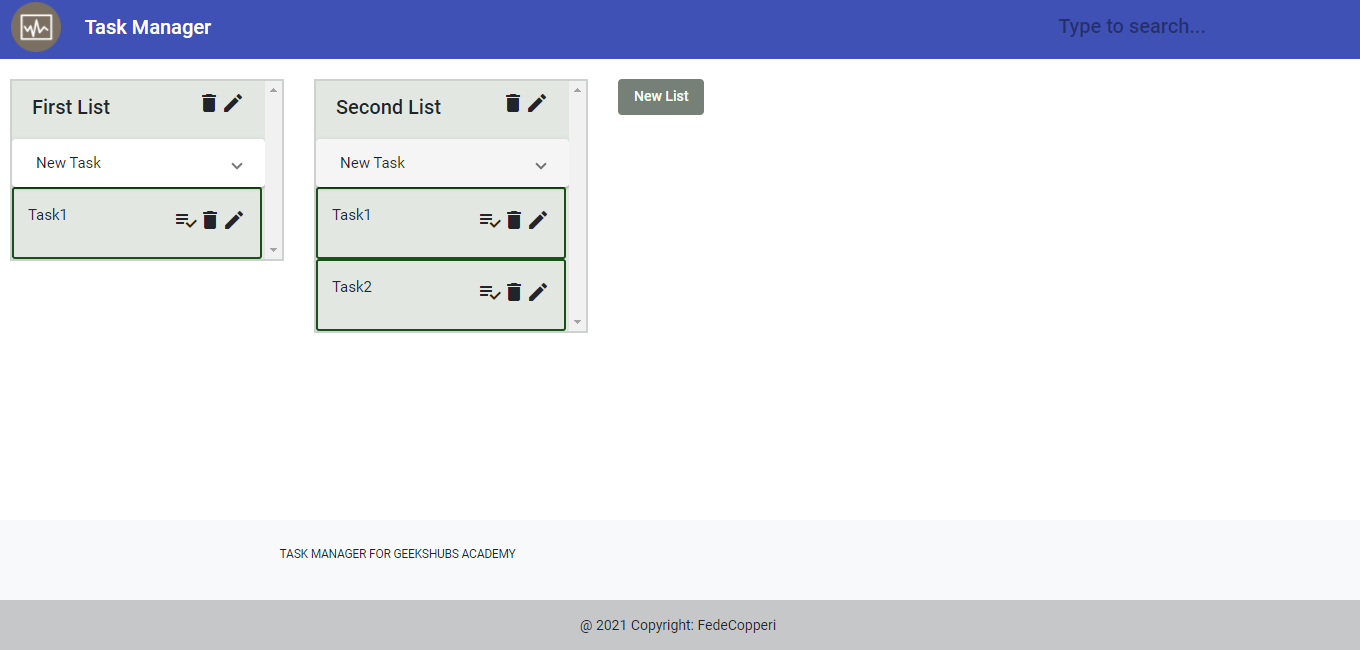 Task Manager
Type to search...
First List
New Task
Task1
Second List
New Task
Task1
Task2
New List
TASK MANAGER FOR GEEKSHUBS ACADEMY
@ 2021 Copyright: FedeCopperi